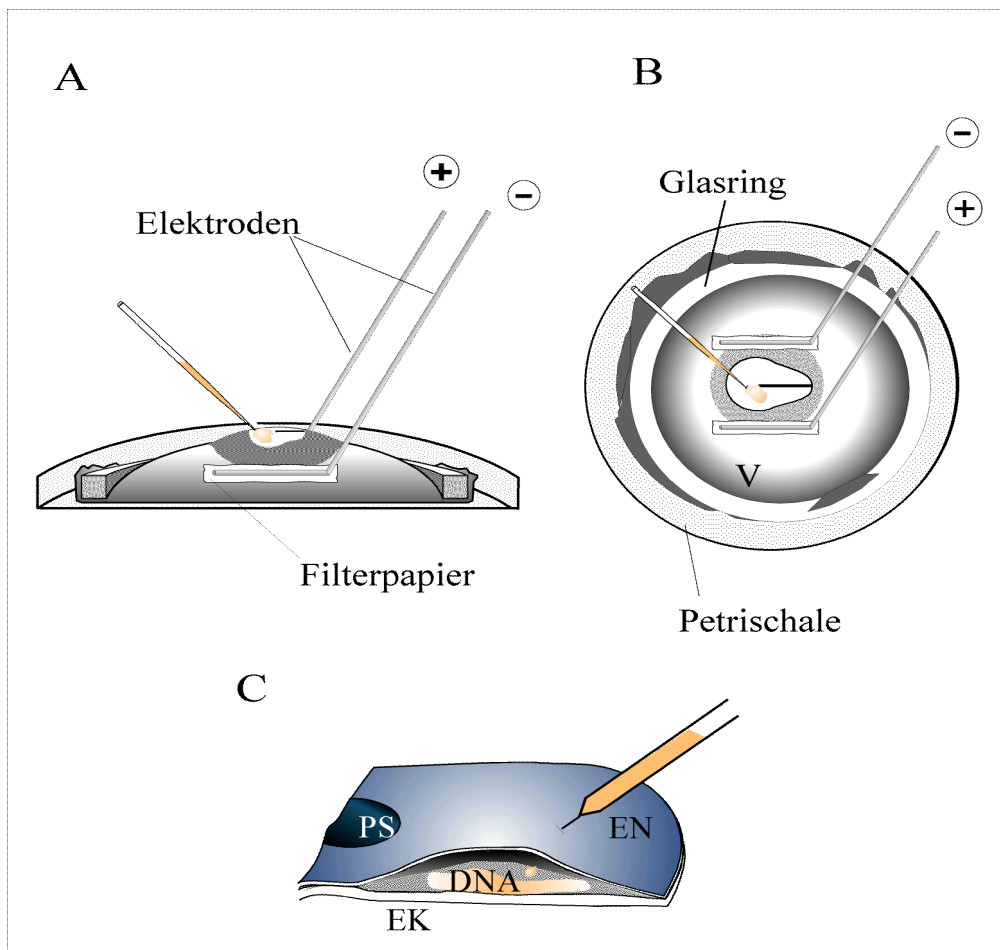 A
B
+
−
−
+
Glasring
Elektroden
V
Filterpapier
Petrischale
C
PS
EN
DNA
EK